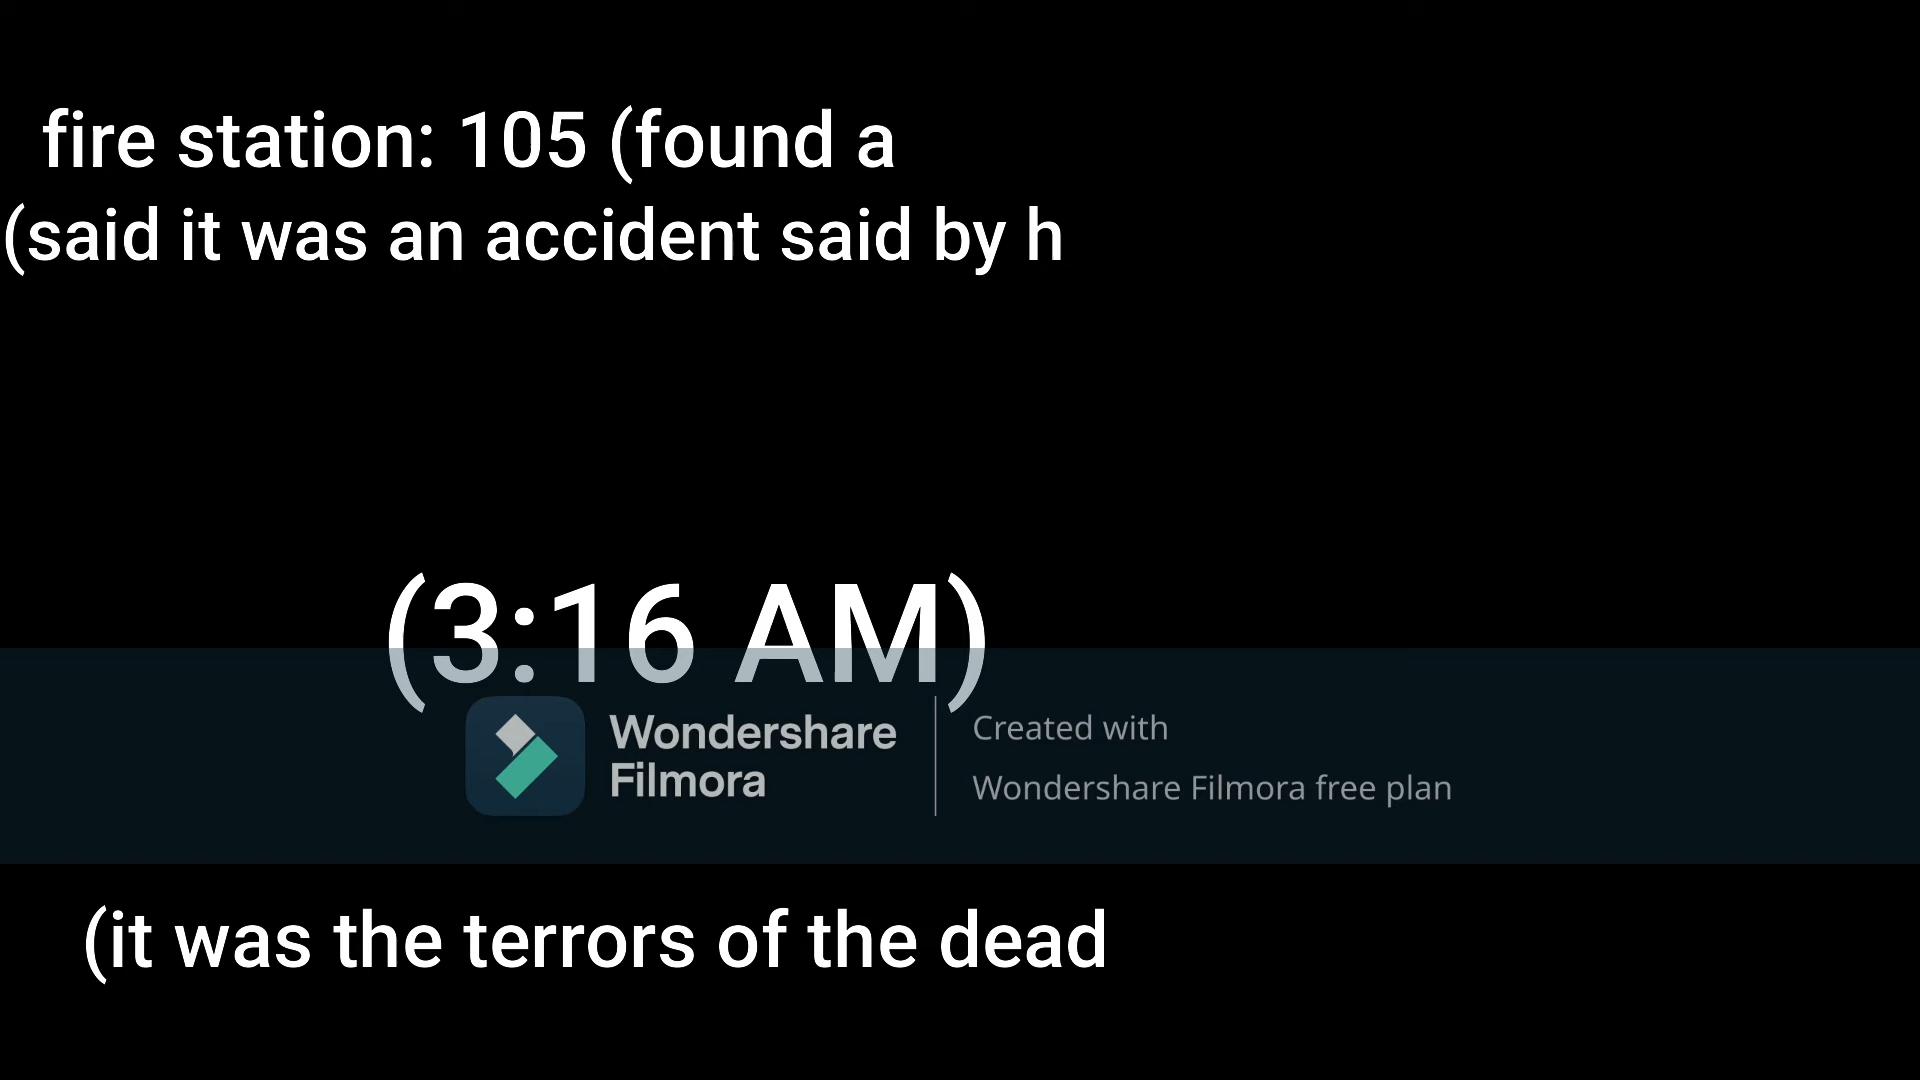 fire station: 105 (found a
(said it was an accident said by h
(3:16 AM)
Wondershare
Filmora
Created with
Wondershare Filmora free plan
(it was the terrors of the dead